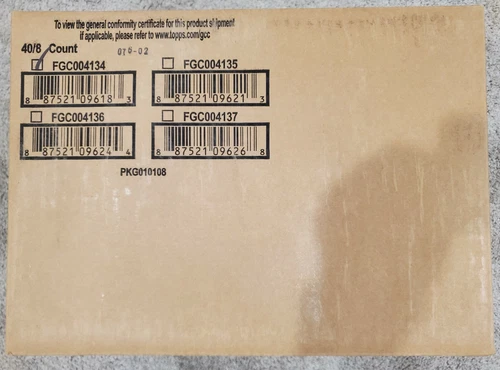 To view the general conformity certificate for this product shipment
if applicable, please refer to www.topps.com/gcc
40/8 Count
016-02
FGC004134
FGC004135
8 87521 09618 3
8 87521 09621 3
FGC004136
FGC004137
8 87521 09624 4
8 87521 09626 8
PKG010108